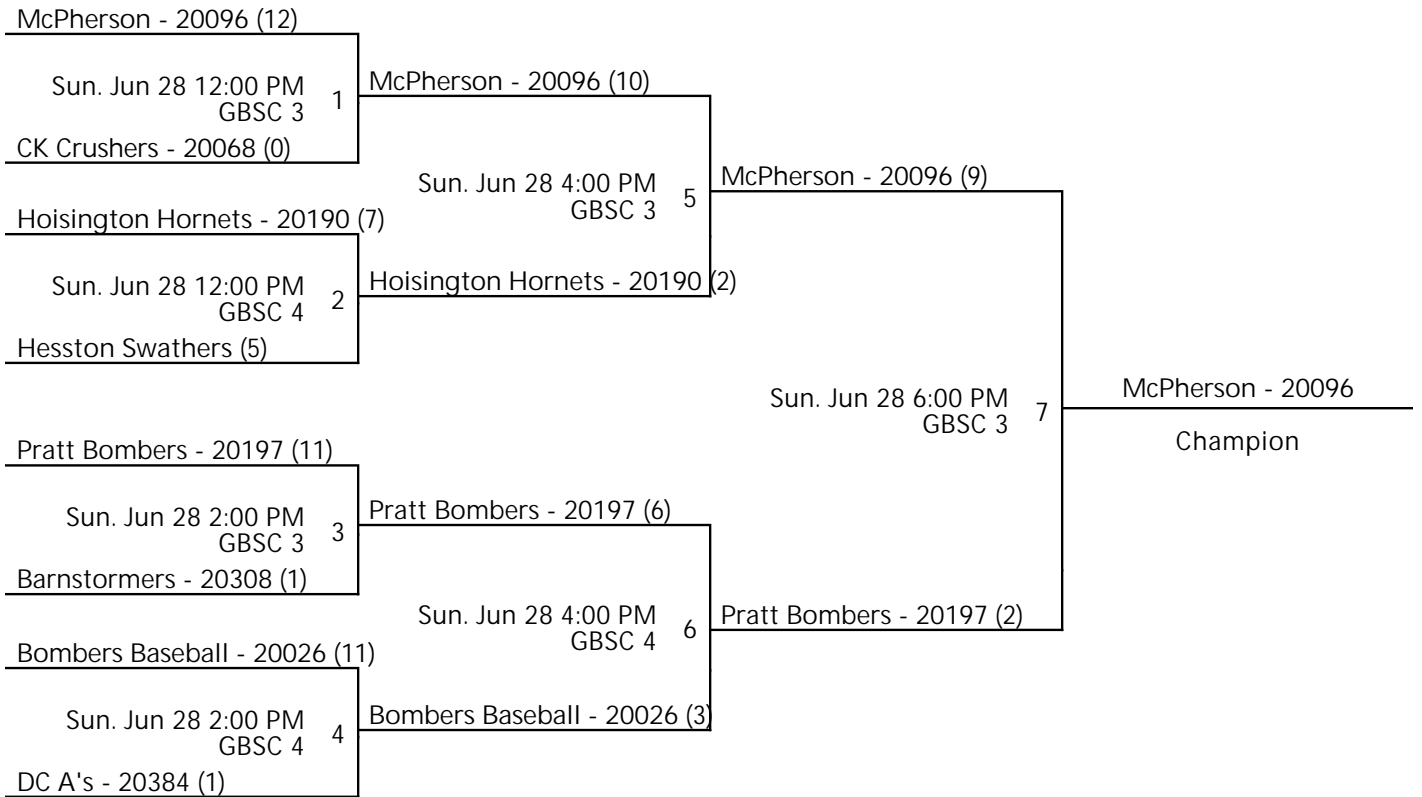 McPherson - 20096 (12)
Sun. Jun 28 12:00 PM
GBSC 3
1
CK Crushers - 20068 (0)
McPherson - 20096 (10)
Hoisington Hornets - 20190 (7)
Sun. Jun 28 12:00 PM
GBSC 4
2
Hesston Swathers (5)
Hoisington Hornets - 20190 (2)
Sun. Jun 28 4:00 PM
GBSC 3
5
McPherson - 20096 (9)
Pratt Bombers - 20197 (11)
Sun. Jun 28 2:00 PM
GBSC 3
3
Barnstormers - 20308 (1)
Pratt Bombers - 20197 (6)
Bombers Baseball - 20026 (11)
Sun. Jun 28 2:00 PM
GBSC 4
4
DC A's - 20384 (1)
Bombers Baseball - 20026 (3)
Sun. Jun 28 4:00 PM
GBSC 4
6
Pratt Bombers - 20197 (2)
Sun. Jun 28 6:00 PM
GBSC 3
7
McPherson - 20096
Champion